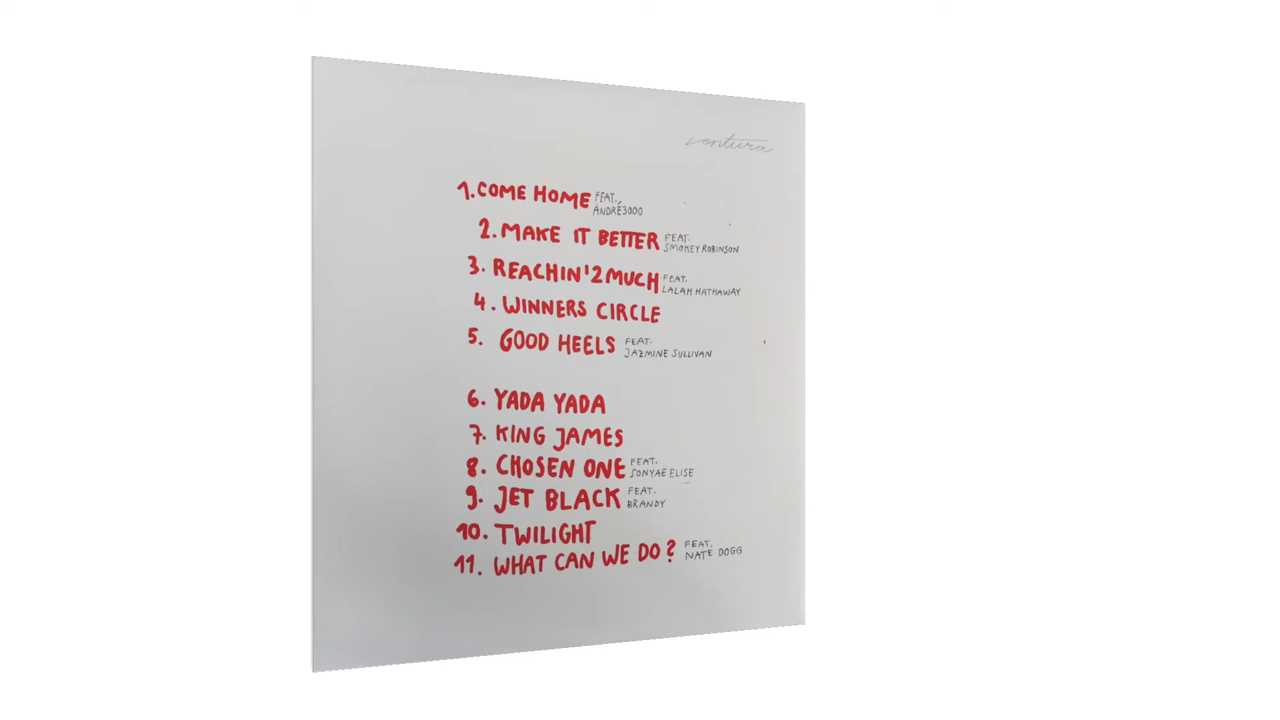 ventura
1. COME HOME FEAT. ANDRÉ3000
2. MAKE IT BETTER FEAT. SMOKEY ROBINSON
3. REACHIN'2MUCH FEAT. LALAH HATHAWAY
4. WINNERS CIRCLE
5. GOOD HEELS FEAT. JAZMINE SULLIVAN
6. YADA YADA
7. KING JAMES
8. CHOSEN ONE FEAT. SONYAE ELISE
9. JET BLACK FEAT. BRANDY
10. TWILIGHT
11. WHAT CAN WE DO? FEAT. NATE DOGG